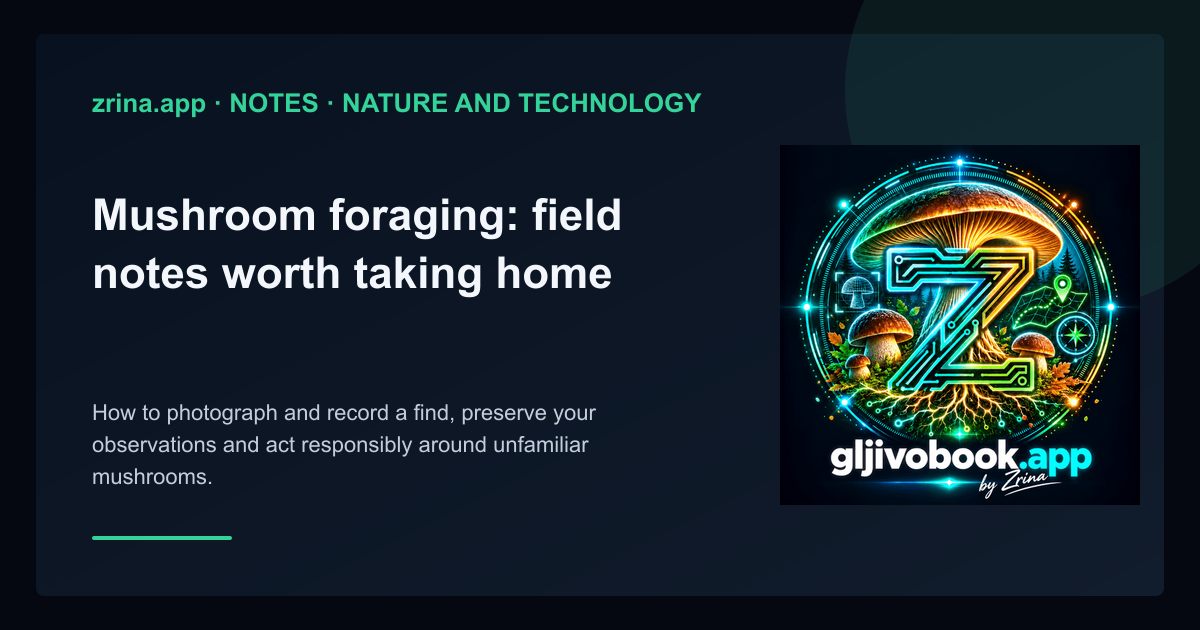 zrina.app · NOTES · NATURE AND TECHNOLOGY
Mushroom foraging: field
notes worth taking home
How to photograph and record a find, preserve your
observations and act responsibly around unfamiliar
mushrooms.
Z
gljivobook.app
by Zrina